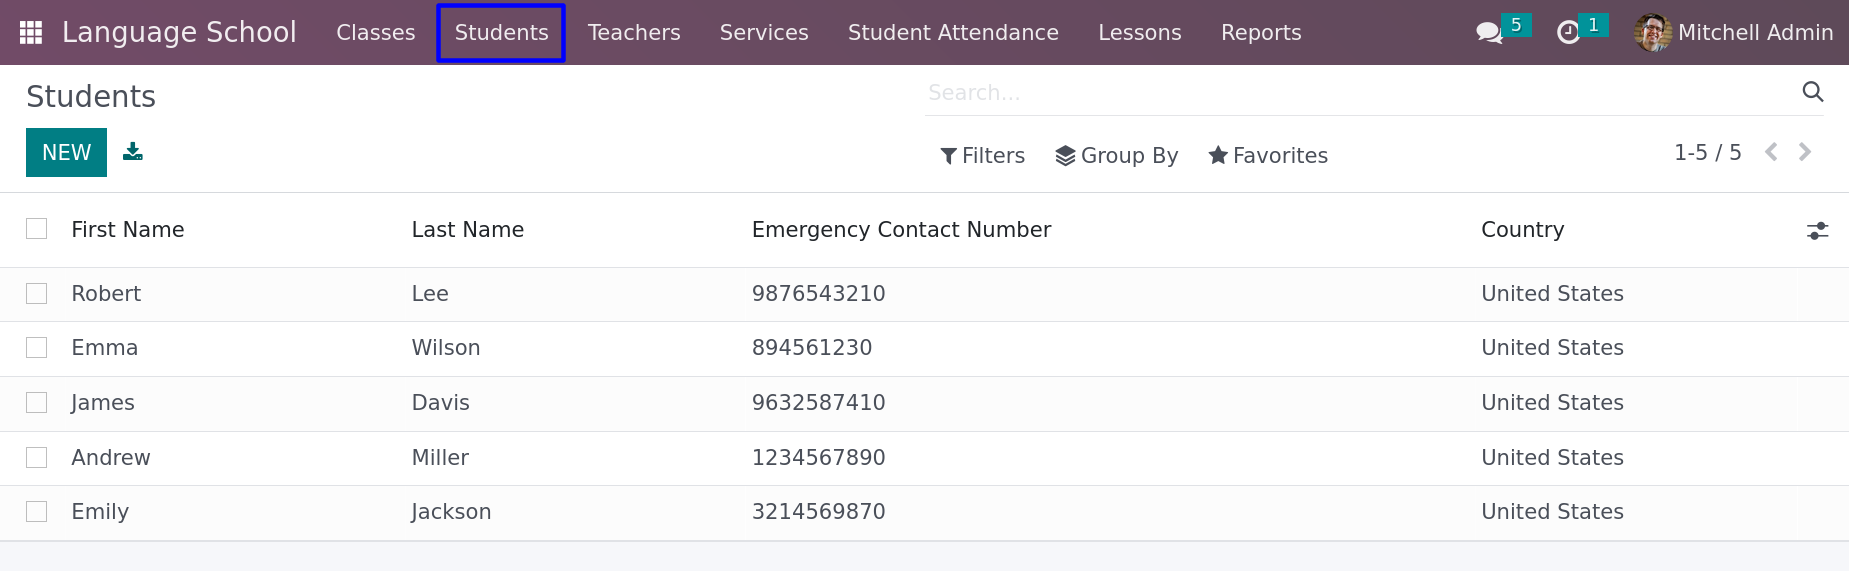 Language School Classes Students Teachers Services Student Attendance Lessons Reports 5 1 Mitchell Admin
Students
Search...
NEW
Filters Group By Favorites 1-5 / 5
First Name Last Name Emergency Contact Number Country
Robert Lee 9876543210 United States
Emma Wilson 894561230 United States
James Davis 9632587410 United States
Andrew Miller 1234567890 United States
Emily Jackson 3214569870 United States